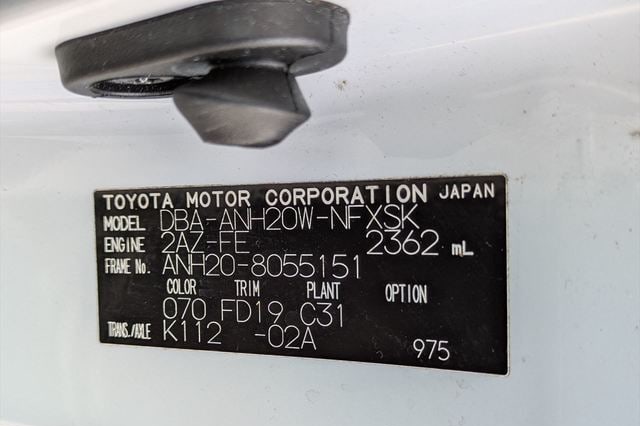 TOYOTA MOTOR CORPORATION JAPAN
MODEL DBA-ANH20W-NFXSK
ENGINE 2AZ-FE 2362 mL
FRAME No. ANH20-8055151
COLOR TRIM PLANT OPTION
070 FD19 C31
TRANS./AXLE K112 -02A
975